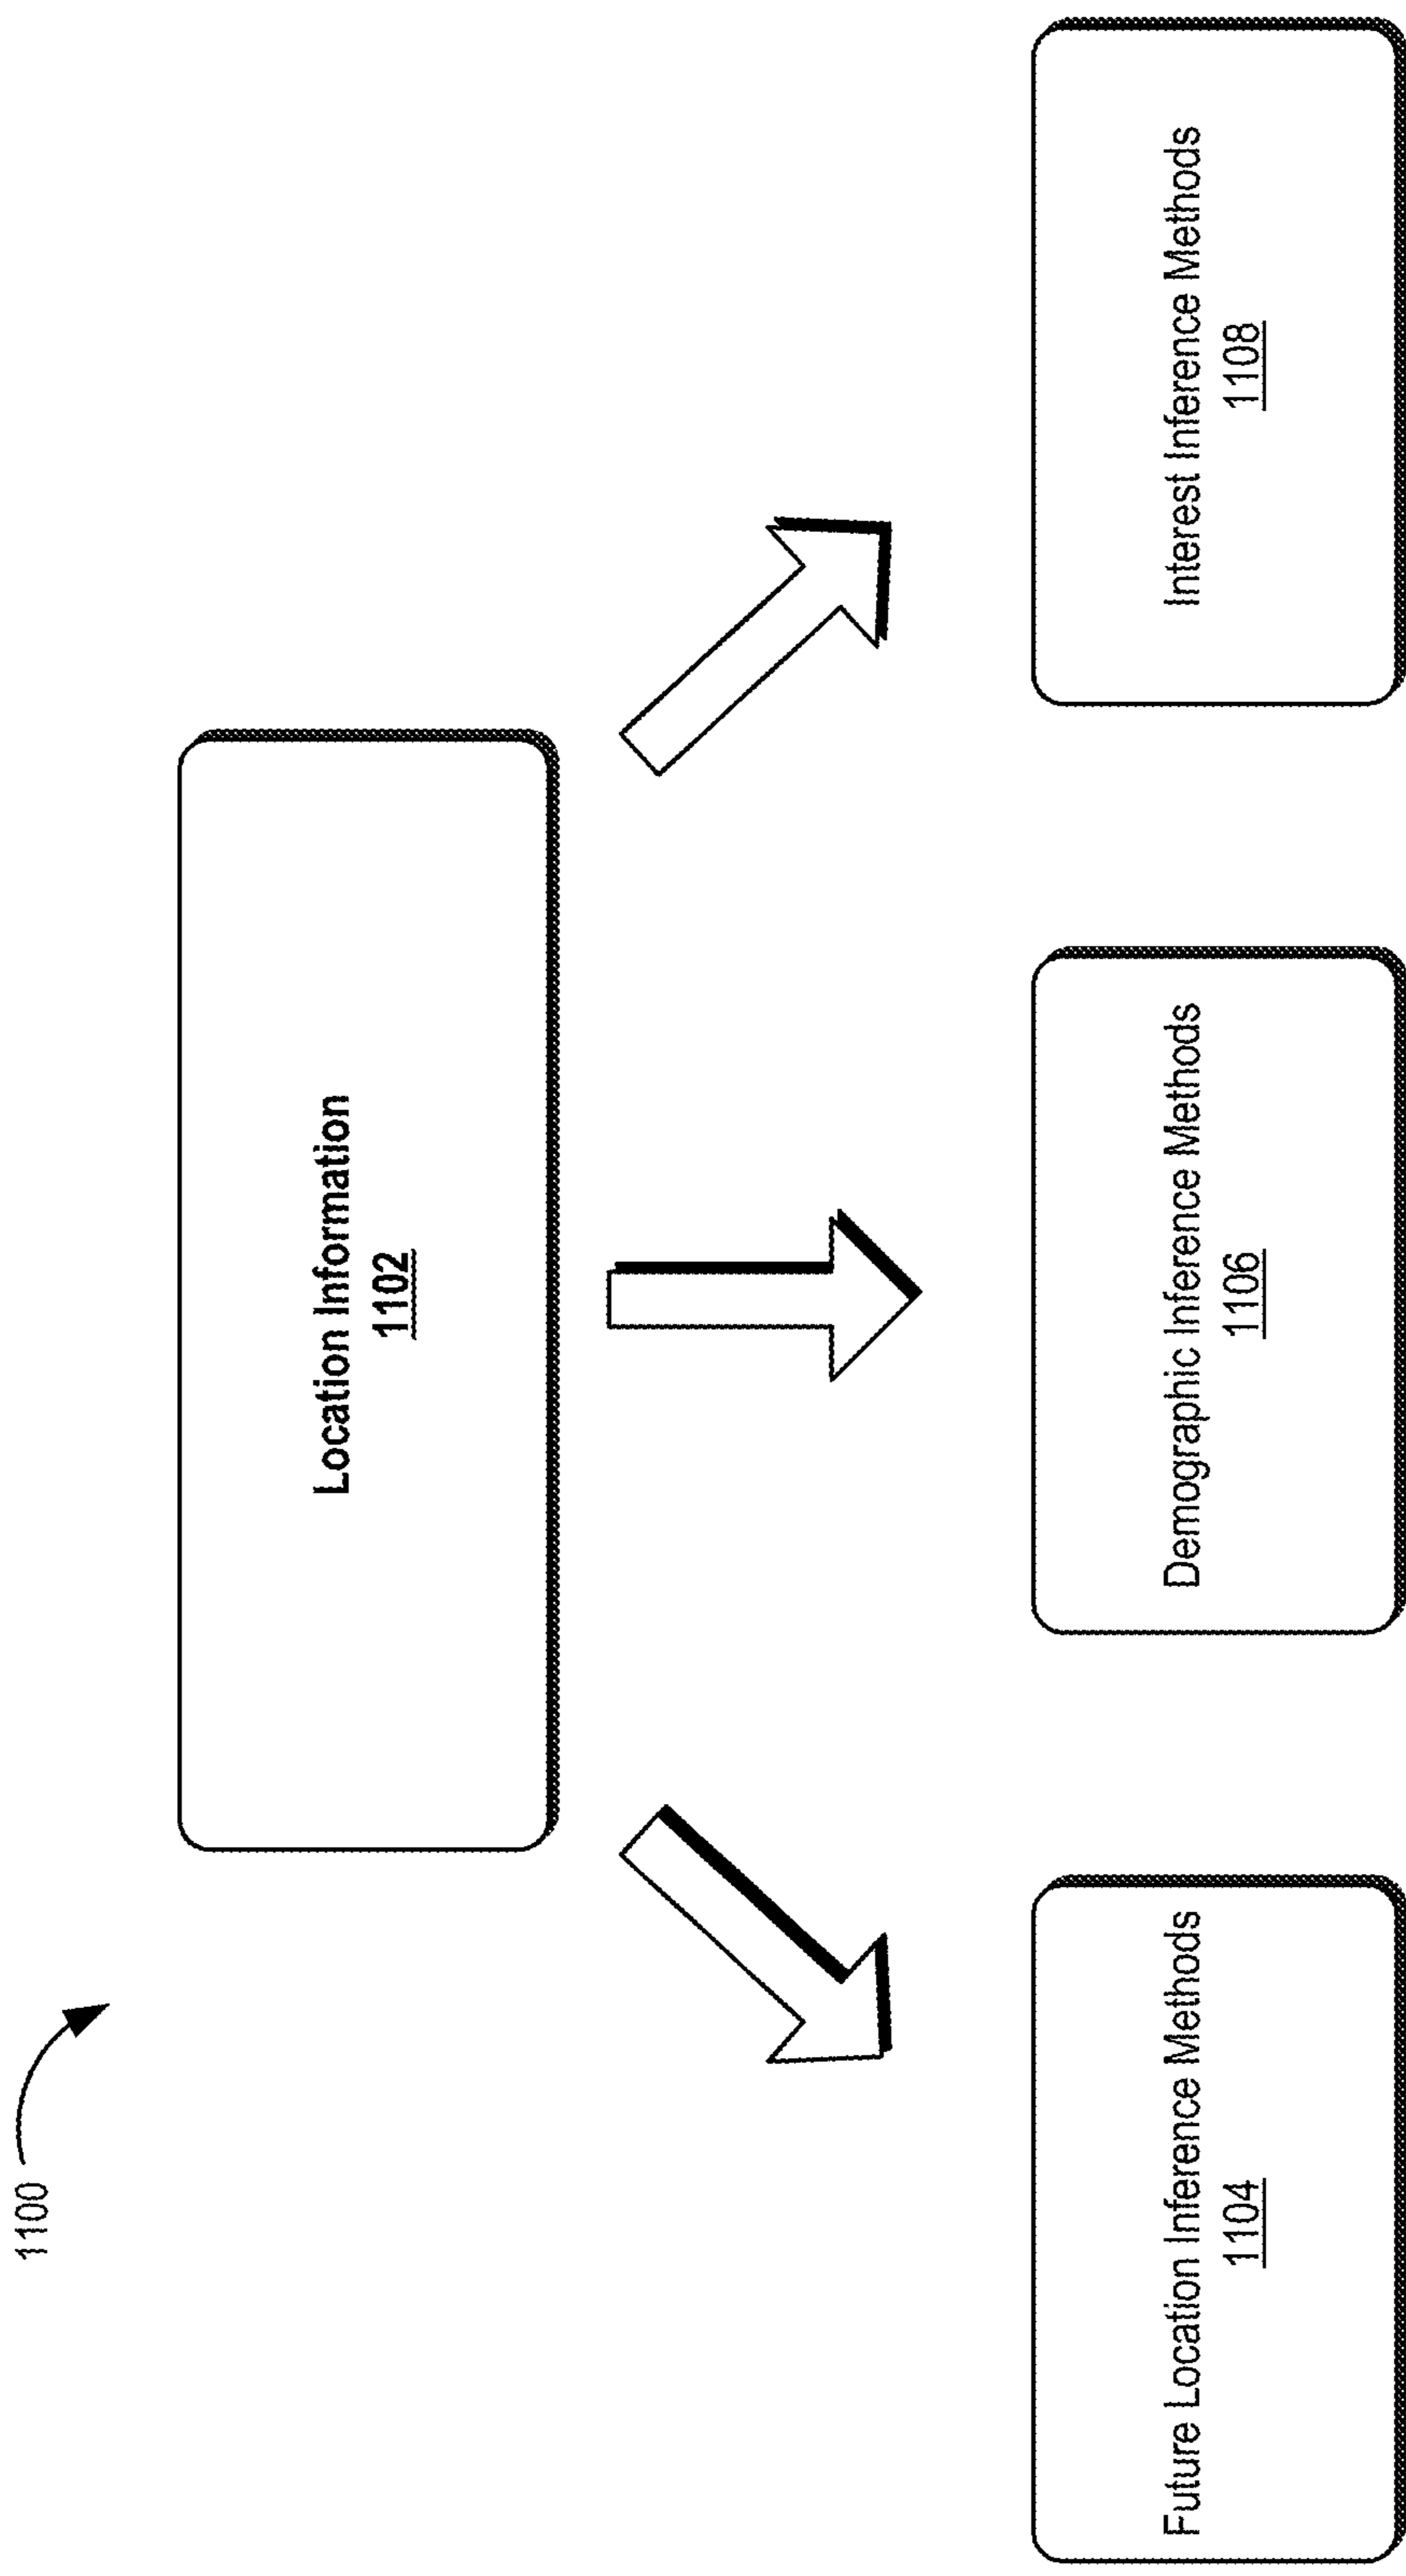 1100
Location Information
1102
Future Location Inference Methods
1104
Demographic Inference Methods
1106
Interest Inference Methods
1108